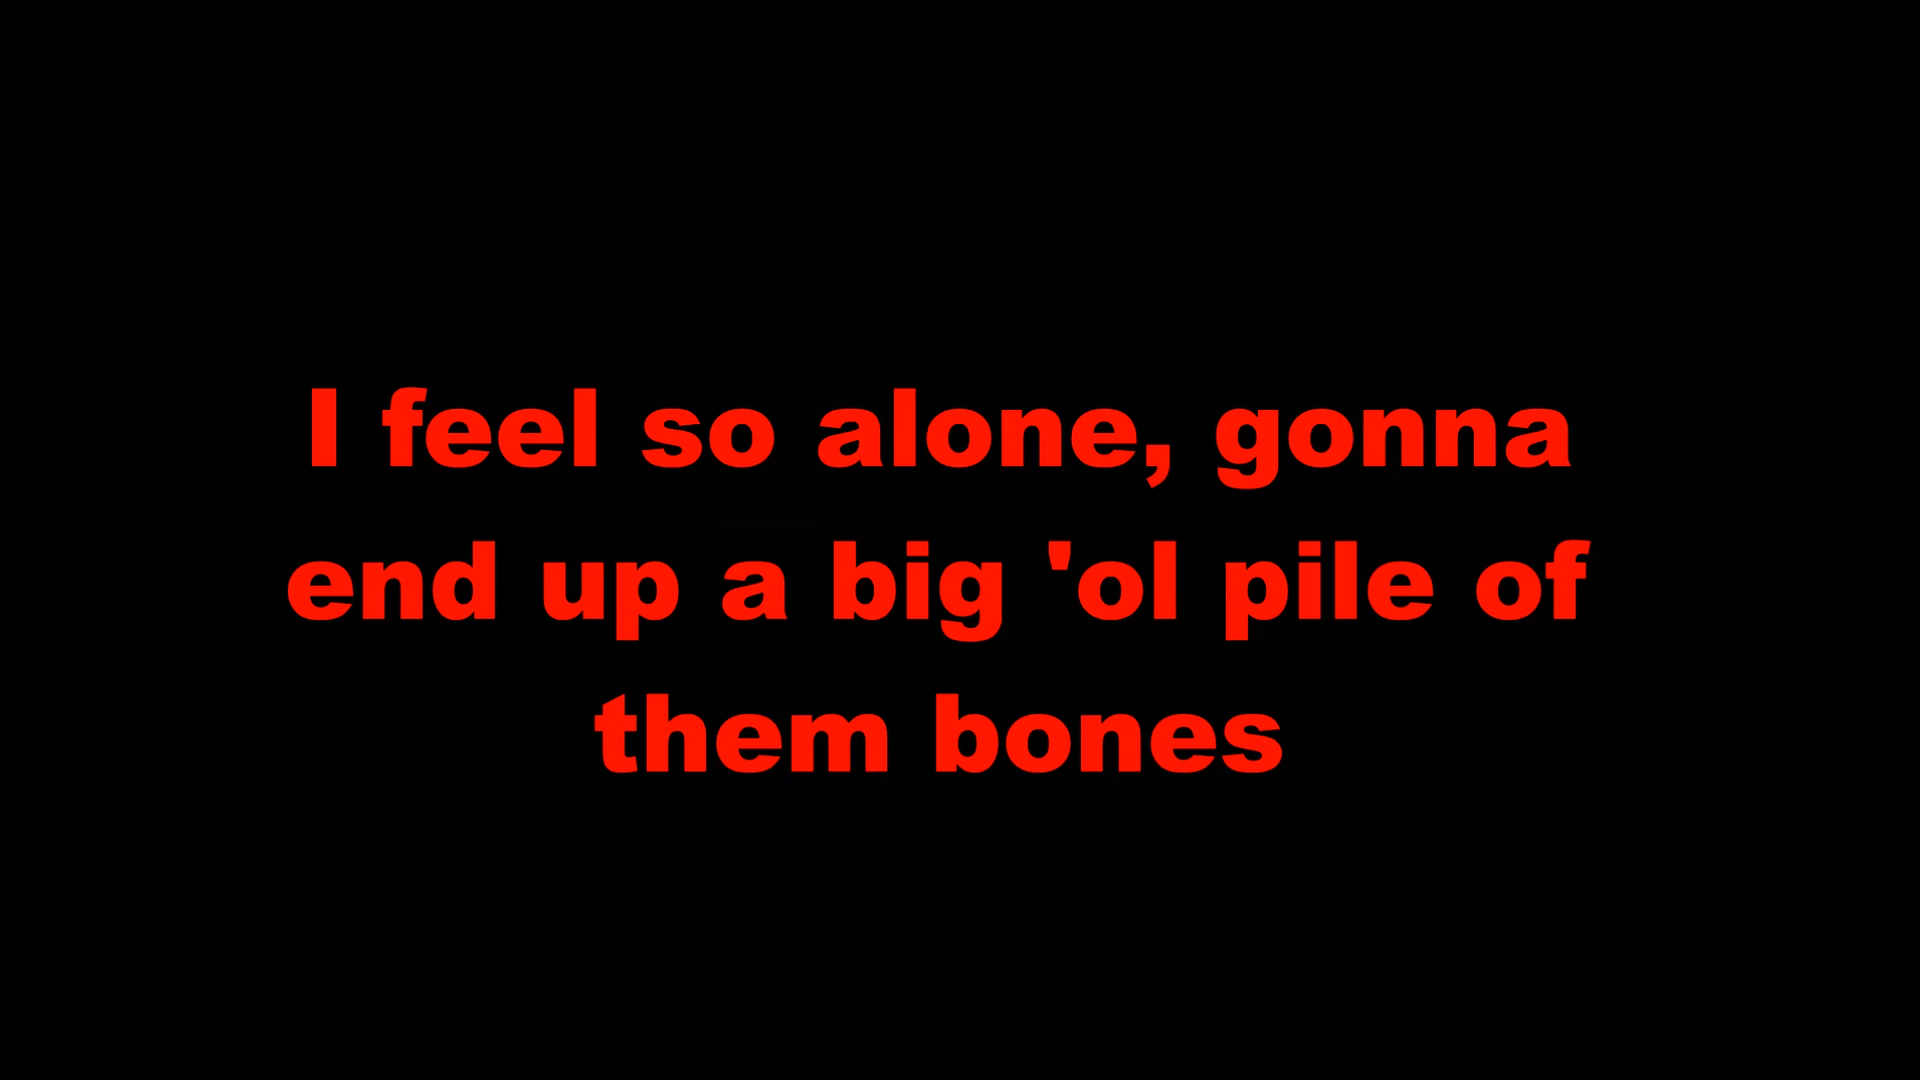 I feel so alone, gonna
end up a big 'ol pile of
them bones